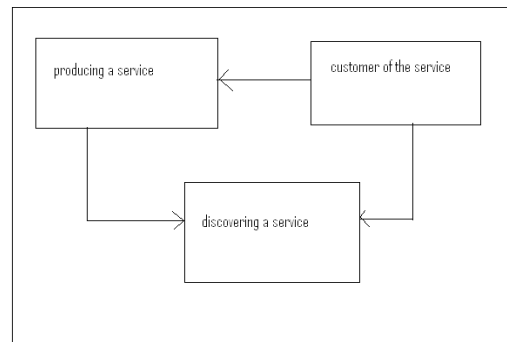 producing a service
customer of the service
discovering a service